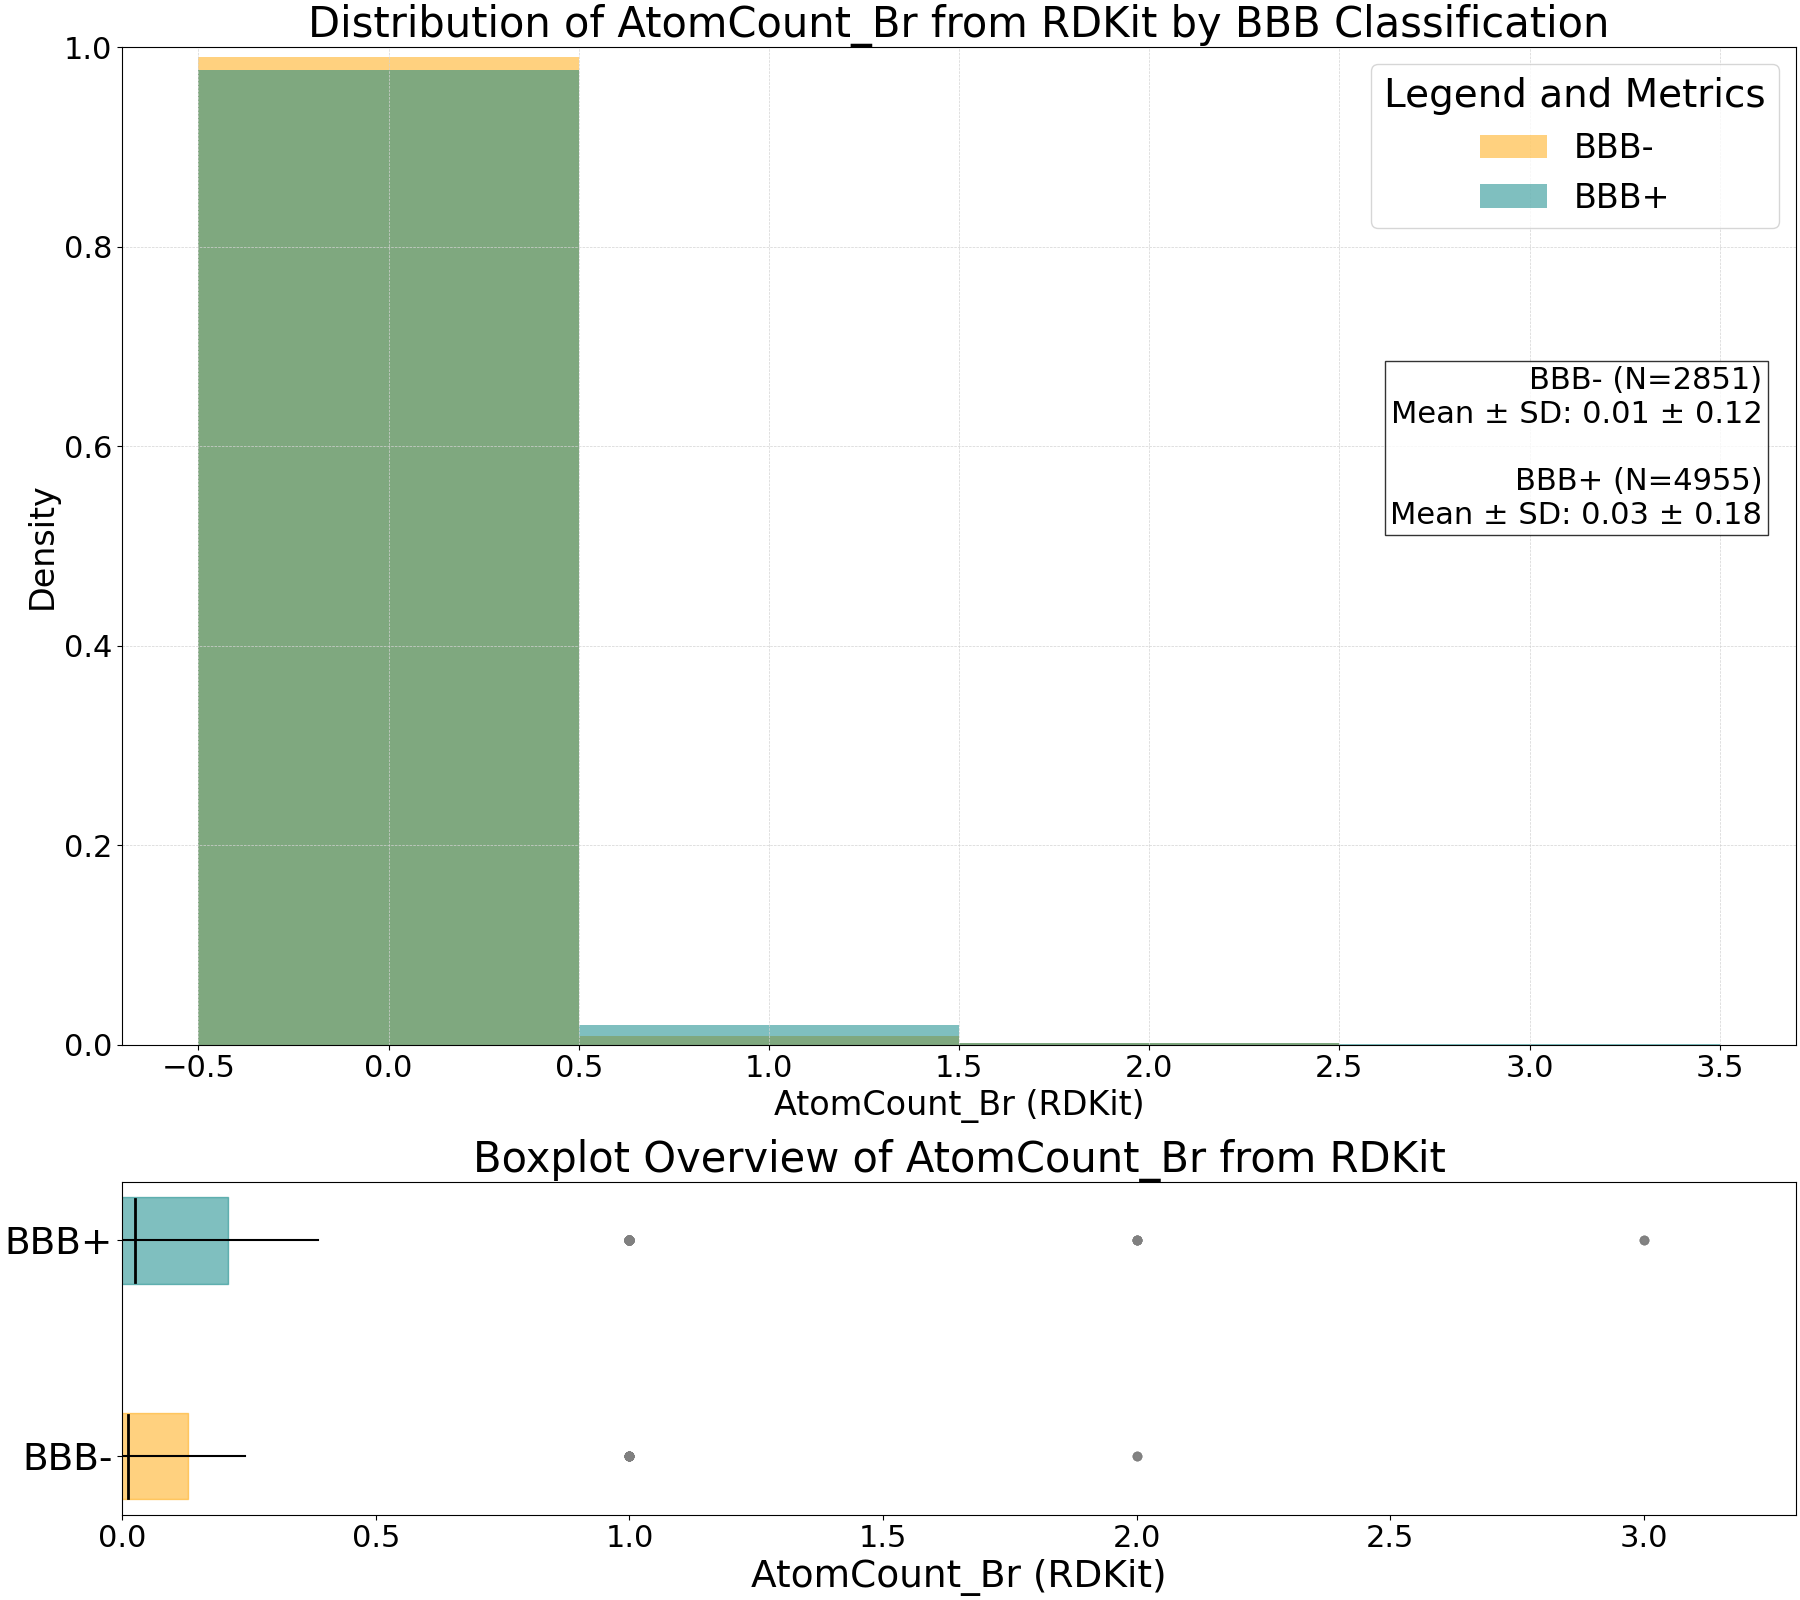 Distribution of AtomCount_Br from RDKit by BBB Classification
1.0
0.8
0.6
0.4
0.2
0.0
Density
Legend and Metrics
BBB-
BBB+
BBB- (N=2851)
Mean ± SD: 0.01 ± 0.12
BBB+ (N=4955)
Mean ± SD: 0.03 ± 0.18
−0.5 0.0 0.5 1.0 1.5 2.0 2.5 3.0 3.5
AtomCount_Br (RDKit)
Boxplot Overview of AtomCount_Br from RDKit
BBB+
BBB-
0.0 0.5 1.0 1.5 2.0 2.5 3.0
AtomCount_Br (RDKit)